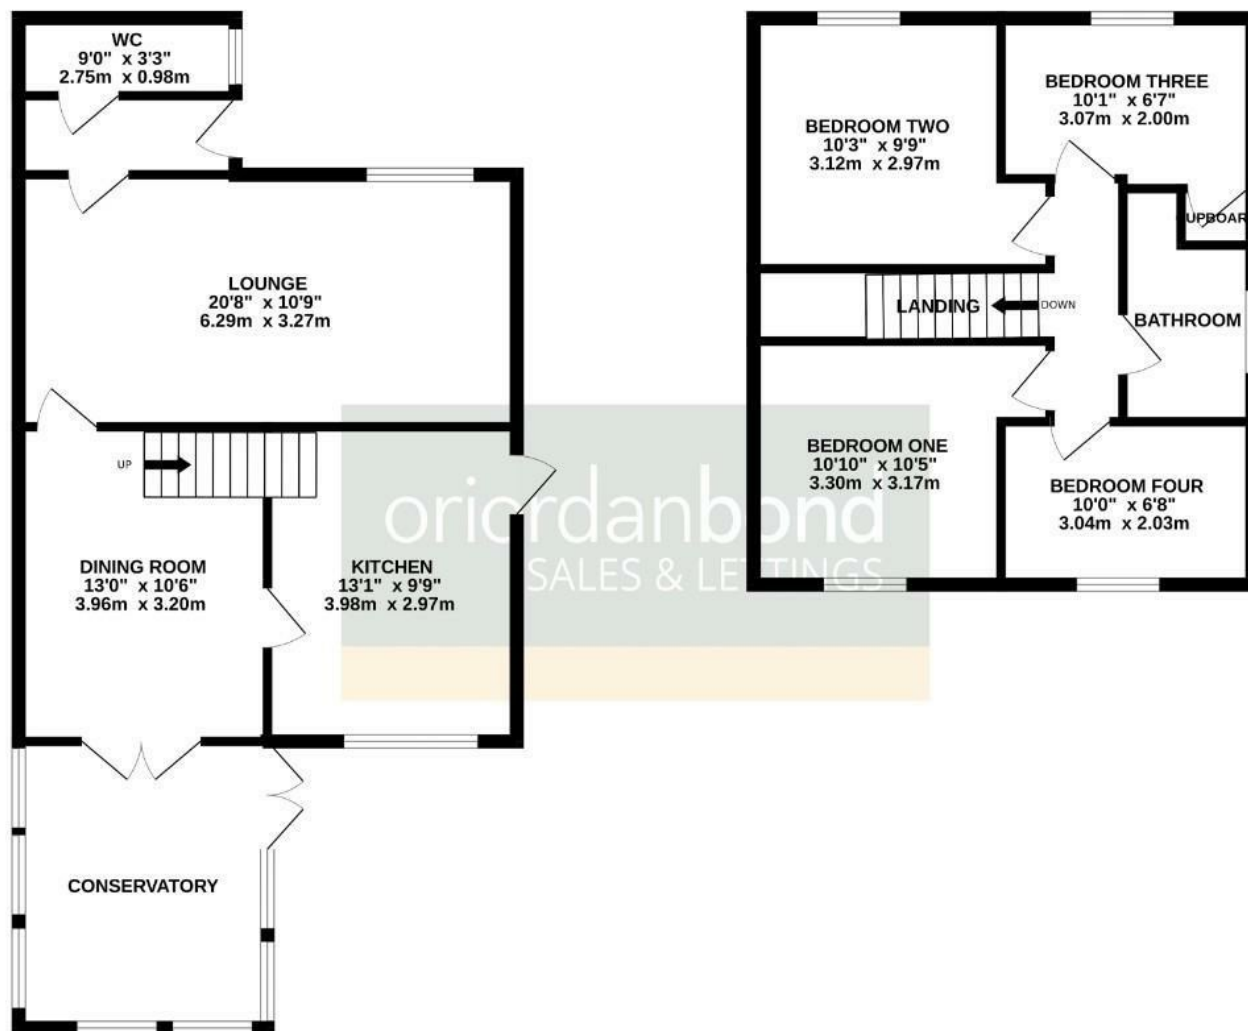 WC
9'0" x 3'3"
2.75m x 0.98m
LOUNGE
20'8" x 10'9"
6.29m x 3.27m
UP
DINING ROOM
13'0" x 10'6"
3.96m x 3.20m
KITCHEN
13'1" x 9'9"
3.98m x 2.97m
CONSERVATORY
oriordanbond
SALES & LETTINGS
BEDROOM TWO
10'3" x 9'9"
3.12m x 2.97m
BEDROOM THREE
10'1" x 6'7"
3.07m x 2.00m
UPBOAR
LANDING
DOWN
BATHROOM
BEDROOM ONE
10'10" x 10'5"
3.30m x 3.17m
BEDROOM FOUR
10'0" x 6'8"
3.04m x 2.03m